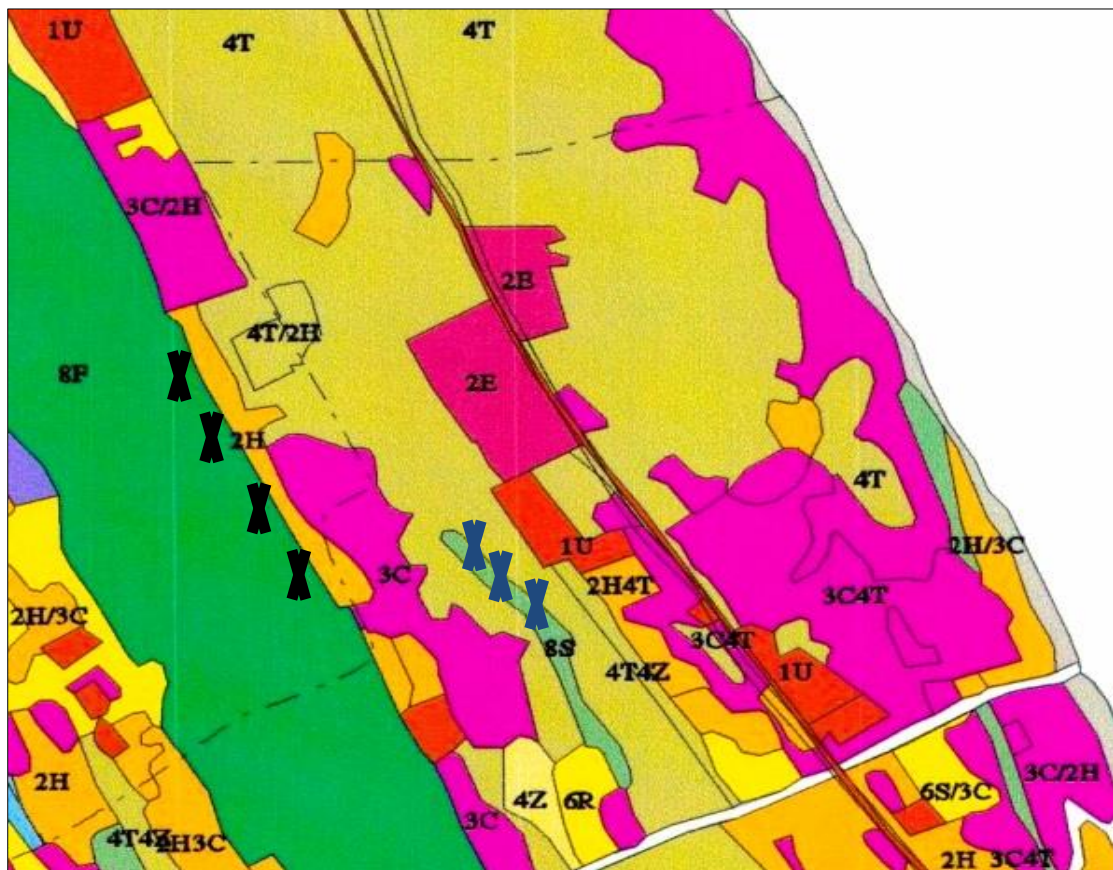 1U
4T
4T
3C/2H
2E
4T/2H
8F
2E
2H
4T
1U
2H/3C
3C
2H4T
3C4T
2H/3C
3C4T
8S
4T4Z
1U
2H
3C/2H
4Z
6R
6S/3C
3C
4T4Z
2H3C
2H
3C4T